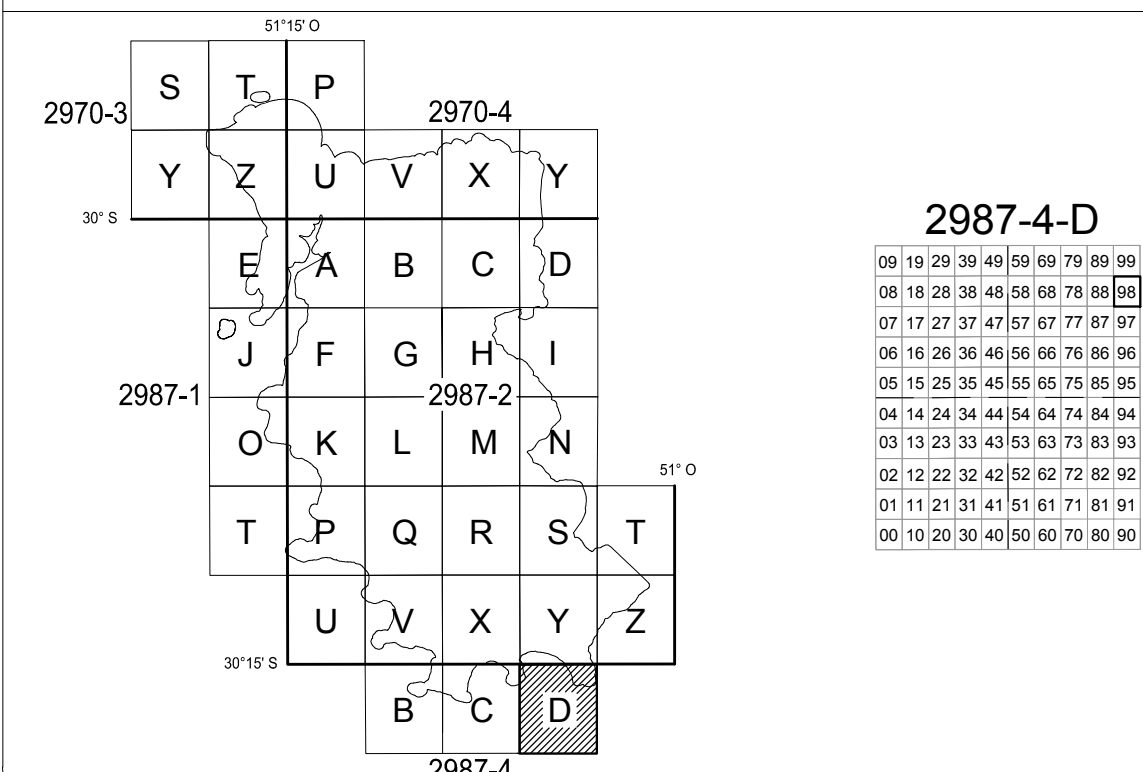 51°15' O
S T P
2970-3 2970-4
Y Z U V X Y
30° S
E A B C D
J F G H I
2987-1 2987-2
O K L M N
51° O
T P Q R S T
U V X Y Z
30°15' S
B C D
2987-4
2987-4-D
09 19 29 39 49 59 69 79 89 99
08 18 28 38 48 58 68 78 88 98
07 17 27 37 47 57 67 77 87 97
06 16 26 36 46 56 66 76 86 96
05 15 25 35 45 55 65 75 85 95
04 14 24 34 44 54 64 74 84 94
03 13 23 33 43 53 63 73 83 93
02 12 22 32 42 52 62 72 82 92
01 11 21 31 41 51 61 71 81 91
00 10 20 30 40 50 60 70 80 90